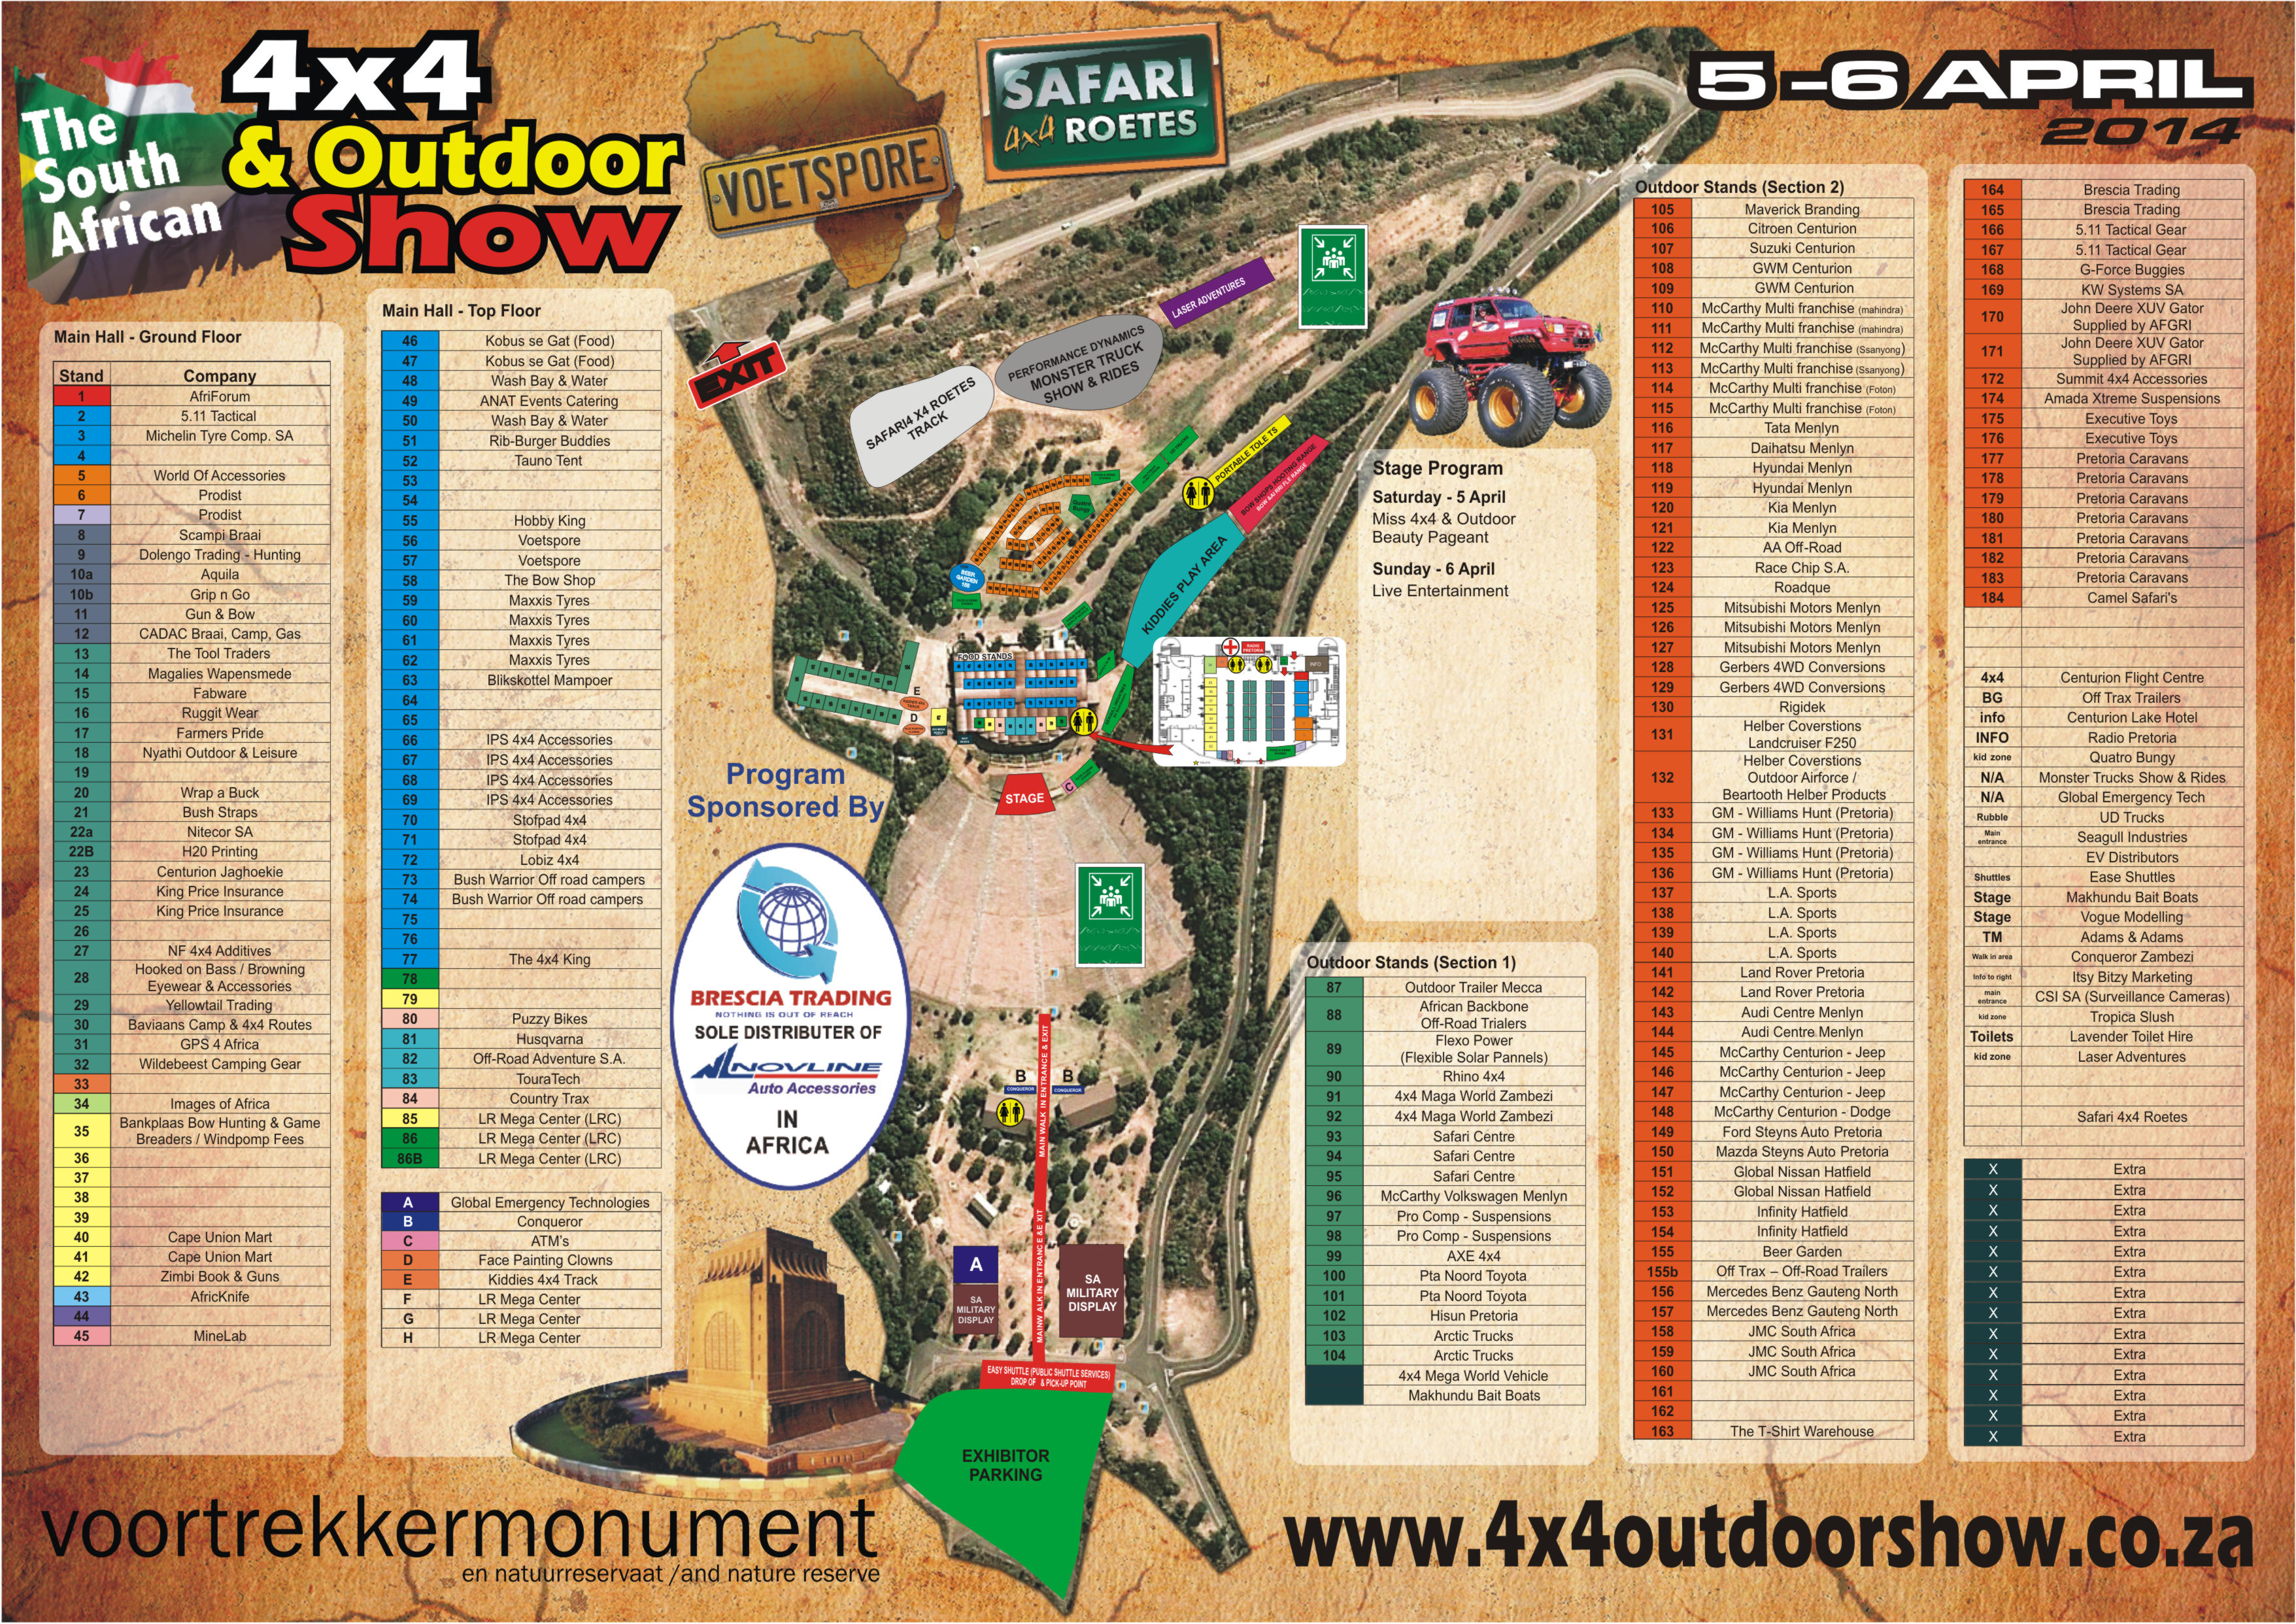 The
South
African
4x4
& Outdoor
Show
VOETSPORE
SAFARI
4x4 ROETES
5-6 APRIL
2014
Main Hall - Ground Floor
Stand Company
1 AfriForum
2 5.11 Tactical
3 Michelin Tyre Comp. SA
4
5 World Of Accessories
6 Prodist
7 Prodist
8 Scampi Braai
9 Dolengo Trading - Hunting
10a Aquila
10b Grip n Go
11 Gun & Bow
12 CADAC Braai, Camp, Gas
13 The Tool Traders
14 Magalies Wapensmede
15 Fabware
16 Ruggit Wear
17 Farmers Pride
18 Nyathi Outdoor & Leisure
19
20 Wrap a Buck
21 Bush Straps
22a Nitecor SA
22B H20 Printing
23 Centurion Jaghoekie
24 King Price Insurance
25 King Price Insurance
26
27 NF 4x4 Additives
28 Hooked on Bass / Browning
Eyewear & Accessories
29 Yellowtail Trading
30 Baviaans Camp & 4x4 Routes
31 GPS 4 Africa
32 Wildebeest Camping Gear
33
34 Images of Africa
35 Bankplaas Bow Hunting & Game
Breaders / Windpomp Fees
36
37
38
39
40 Cape Union Mart
41 Cape Union Mart
42 Zimbi Book & Guns
43 AfricKnife
44
45 MineLab
Main Hall - Top Floor
46 Kobus se Gat (Food)
47 Kobus se Gat (Food)
48 Wash Bay & Water
49 ANAT Events Catering
50 Wash Bay & Water
51 Rib-Burger Buddies
52 Tauno Tent
53
54
55 Hobby King
56 Voetspore
57 Voetspore
58 The Bow Shop
59 Maxxis Tyres
60 Maxxis Tyres
61 Maxxis Tyres
62 Maxxis Tyres
63 Blikskottel Mampoer
64
65
66 IPS 4x4 Accessories
67 IPS 4x4 Accessories
68 IPS 4x4 Accessories
69 IPS 4x4 Accessories
70 Stofpad 4x4
71 Stofpad 4x4
72 Lobiz 4x4
73 Bush Warrior Off road campers
74 Bush Warrior Off road campers
75
76
77 The 4x4 King
78
79
80 Puzzy Bikes
81 Husqvarna
82 Off-Road Adventure S.A.
83 TouraTech
84 Country Trax
85 LR Mega Center (LRC)
86 LR Mega Center (LRC)
86B LR Mega Center (LRC)
A Global Emergency Technologies
B Conqueror
C ATM's
D Face Painting Clowns
E Kiddies 4x4 Track
F LR Mega Center
G LR Mega Center
H LR Mega Center
EXIT
LASER ADVENTURES
PERFORMANCE DYNAMICS
MONSTER TRUCK
SHOW & RIDES
SAFARI4 X4 ROETES
TRACK
PORTABLE TOLE TS
BOW SHOPS HOOTING RANGE
KIDDIES PLAY AREA
BEER
GARDEN
FOOD STANDS
E
D
RADIO
PRETORIA
INFO
STAGE
C
Program
Sponsored By
BRESCIA TRADING
NOTHING IS OUT OF REACH
SOLE DISTRIBUTER OF
NOVLINE
Auto Accessories
IN
AFRICA
B B
CONQUEROR CONQUEROR
MAIN WALK IN ENTRANCE & EXIT
MAINW ALK IN ENTRANCE & E XIT
A
SA
MILITARY
DISPLAY
SA
MILITARY
DISPLAY
EASY SHUTTLE (PUBLIC SHUTTLE SERVICES)
DROP OF & PICK-UP POINT
EXHIBITOR
PARKING
Stage Program
Saturday - 5 April
Miss 4x4 & Outdoor
Beauty Pageant
Sunday - 6 April
Live Entertainment
Outdoor Stands (Section 1)
87 Outdoor Trailer Mecca
88 African Backbone
Off-Road Trialers
89 Flexo Power
(Flexible Solar Pannels)
90 Rhino 4x4
91 4x4 Maga World Zambezi
92 4x4 Maga World Zambezi
93 Safari Centre
94 Safari Centre
95 Safari Centre
96 McCarthy Volkswagen Menlyn
97 Pro Comp - Suspensions
98 Pro Comp - Suspensions
99 AXE 4x4
100 Pta Noord Toyota
101 Pta Noord Toyota
102 Hisun Pretoria
103 Arctic Trucks
104 Arctic Trucks
4x4 Mega World Vehicle
Makhundu Bait Boats
Outdoor Stands (Section 2)
105 Maverick Branding
106 Citroen Centurion
107 Suzuki Centurion
108 GWM Centurion
109 GWM Centurion
110 McCarthy Multi franchise (mahindra)
111 McCarthy Multi franchise (mahindra)
112 McCarthy Multi franchise (Ssanyong)
113 McCarthy Multi franchise (Ssanyong)
114 McCarthy Multi franchise (Foton)
115 McCarthy Multi franchise (Foton)
116 Tata Menlyn
117 Daihatsu Menlyn
118 Hyundai Menlyn
119 Hyundai Menlyn
120 Kia Menlyn
121 Kia Menlyn
122 AA Off-Road
123 Race Chip S.A.
124 Roadque
125 Mitsubishi Motors Menlyn
126 Mitsubishi Motors Menlyn
127 Mitsubishi Motors Menlyn
128 Gerbers 4WD Conversions
129 Gerbers 4WD Conversions
130 Rigidek
131 Helber Coverstions
Landcruiser F250
132 Helber Coverstions
Outdoor Airforce /
Beartooth Helber Products
133 GM - Williams Hunt (Pretoria)
134 GM - Williams Hunt (Pretoria)
135 GM - Williams Hunt (Pretoria)
136 GM - Williams Hunt (Pretoria)
137 L.A. Sports
138 L.A. Sports
139 L.A. Sports
140 L.A. Sports
141 Land Rover Pretoria
142 Land Rover Pretoria
143 Audi Centre Menlyn
144 Audi Centre Menlyn
145 McCarthy Centurion - Jeep
146 McCarthy Centurion - Jeep
147 McCarthy Centurion - Jeep
148 McCarthy Centurion - Dodge
149 Ford Steyns Auto Pretoria
150 Mazda Steyns Auto Pretoria
151 Global Nissan Hatfield
152 Global Nissan Hatfield
153 Infinity Hatfield
154 Infinity Hatfield
155 Beer Garden
155b Off Trax – Off-Road Trailers
156 Mercedes Benz Gauteng North
157 Mercedes Benz Gauteng North
158 JMC South Africa
159 JMC South Africa
160 JMC South Africa
161
162
163 The T-Shirt Warehouse
164 Brescia Trading
165 Brescia Trading
166 5.11 Tactical Gear
167 5.11 Tactical Gear
168 G-Force Buggies
169 KW Systems SA
170 John Deere XUV Gator
Supplied by AFGRI
171 John Deere XUV Gator
Supplied by AFGRI
172 Summit 4x4 Accessories
174 Amada Xtreme Suspensions
175 Executive Toys
176 Executive Toys
177 Pretoria Caravans
178 Pretoria Caravans
179 Pretoria Caravans
180 Pretoria Caravans
181 Pretoria Caravans
182 Pretoria Caravans
183 Pretoria Caravans
184 Camel Safari's
4x4 Centurion Flight Centre
BG Off Trax Trailers
info Centurion Lake Hotel
INFO Radio Pretoria
kid zone Quatro Bungy
N/A Monster Trucks Show & Rides
N/A Global Emergency Tech
Rubble UD Trucks
Main entrance Seagull Industries
EV Distributors
Shuttles Ease Shuttles
Stage Makhundu Bait Boats
Stage Vogue Modelling
TM Adams & Adams
Walk in area Conqueror Zambezi
Info to right Itsy Bitzy Marketing
main entrance CSI SA (Surveillance Cameras)
kid zone Tropica Slush
Toilets Lavender Toilet Hire
kid zone Laser Adventures
Safari 4x4 Roetes
X Extra
X Extra
X Extra
X Extra
X Extra
X Extra
X Extra
X Extra
X Extra
X Extra
X Extra
X Extra
X Extra
X Extra
voortrekkermonument
en natuurreservaat /and nature reserve
www.4x4outdoorshow.co.za